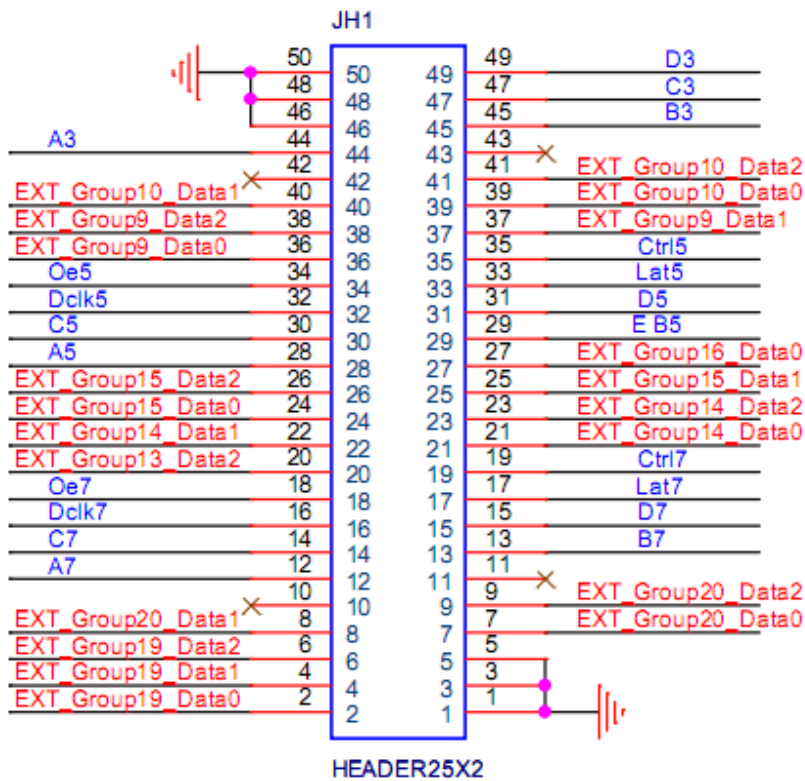 JH1
50 50 49 49 D3
48 48 47 47 C3
46 46 45 45 B3
A3 44 44 43 43
42 42 41 41 EXT_Group10_Data2
EXT_Group10_Data1 40 40 39 39 EXT_Group10_Data0
EXT_Group9_Data2 38 38 37 37 EXT_Group9_Data1
EXT_Group9_Data0 36 36 35 35 Ctrl5
Oe5 34 34 33 33 Lat5
Dclk5 32 32 31 31 D5
C5 30 30 29 29 E B5
A5 28 28 27 27 EXT_Group16_Data0
EXT_Group15_Data2 26 26 25 25 EXT_Group15_Data1
EXT_Group15_Data0 24 24 23 23 EXT_Group14_Data2
EXT_Group14_Data1 22 22 21 21 EXT_Group14_Data0
EXT_Group13_Data2 20 20 19 19 Ctrl7
Oe7 18 18 17 17 Lat7
Dclk7 16 16 15 15 D7
C7 14 14 13 13 B7
A7 12 12 11 11
10 10 9 9 EXT_Group20_Data2
EXT_Group20_Data1 8 8 7 7 EXT_Group20_Data0
EXT_Group19_Data2 6 6 5 5
EXT_Group19_Data1 4 4 3 3
EXT_Group19_Data0 2 2 1 1
HEADER25X2